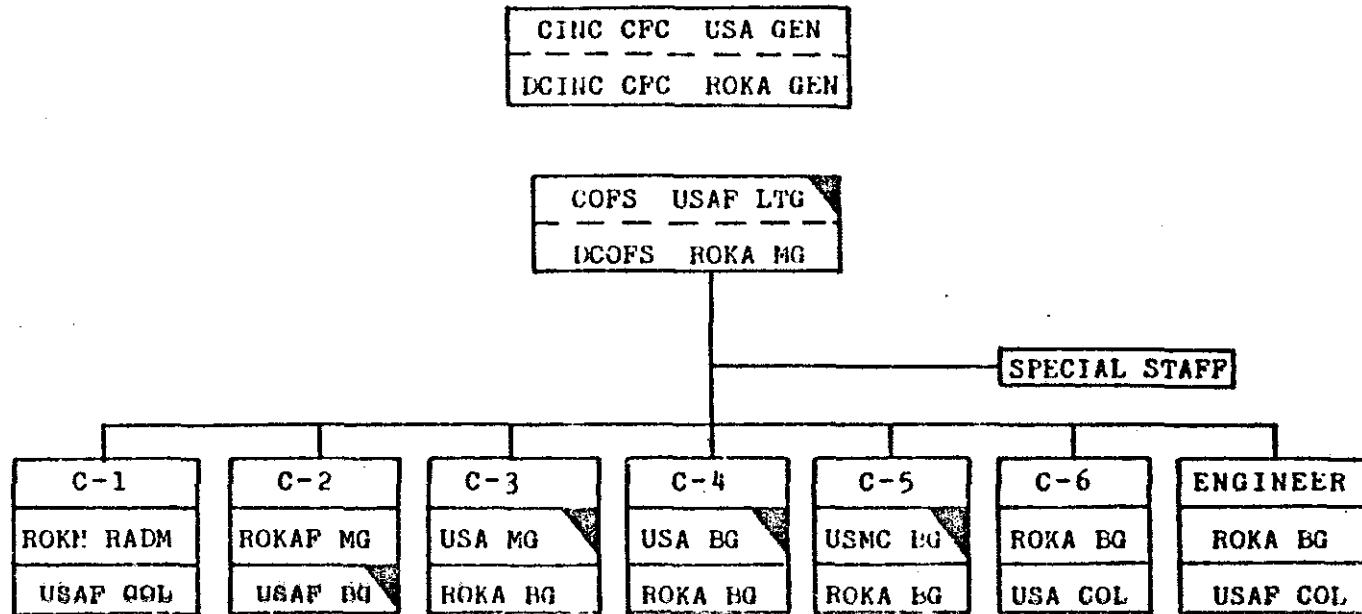 CINC CFC USA GEN
DCINC CFC ROKA GEN
COFS USAF LTG
DCOFS ROKA MG
SPECIAL STAFF
C-1
ROKN RADM
USAF COL
C-2
ROKAF MG
USAF BG
C-3
USA MG
ROKA BG
C-4
USA BG
ROKA BG
C-5
USMC BG
ROKA BG
C-6
ROKA BG
USA COL
ENGINEER
ROKA BG
USAF COL